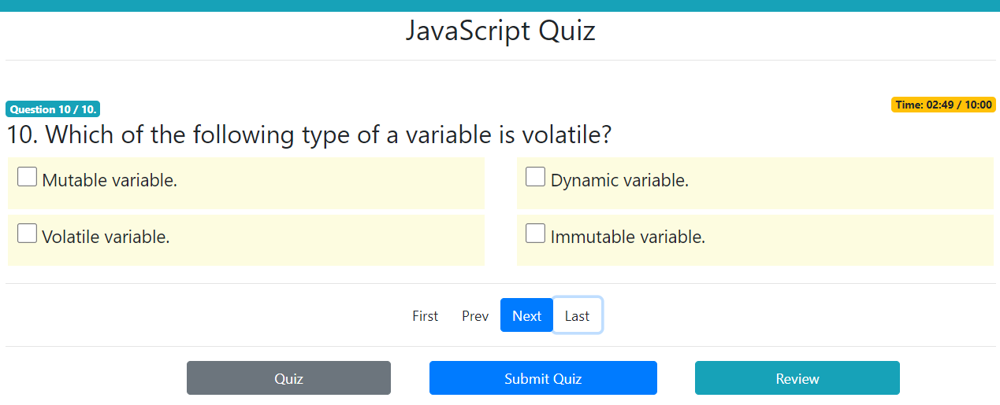 JavaScript Quiz
Question 10 / 10.
Time: 02:49 / 10:00
10. Which of the following type of a variable is volatile?
Mutable variable.
Dynamic variable.
Volatile variable.
Immutable variable.
First Prev Next Last
Quiz Submit Quiz Review